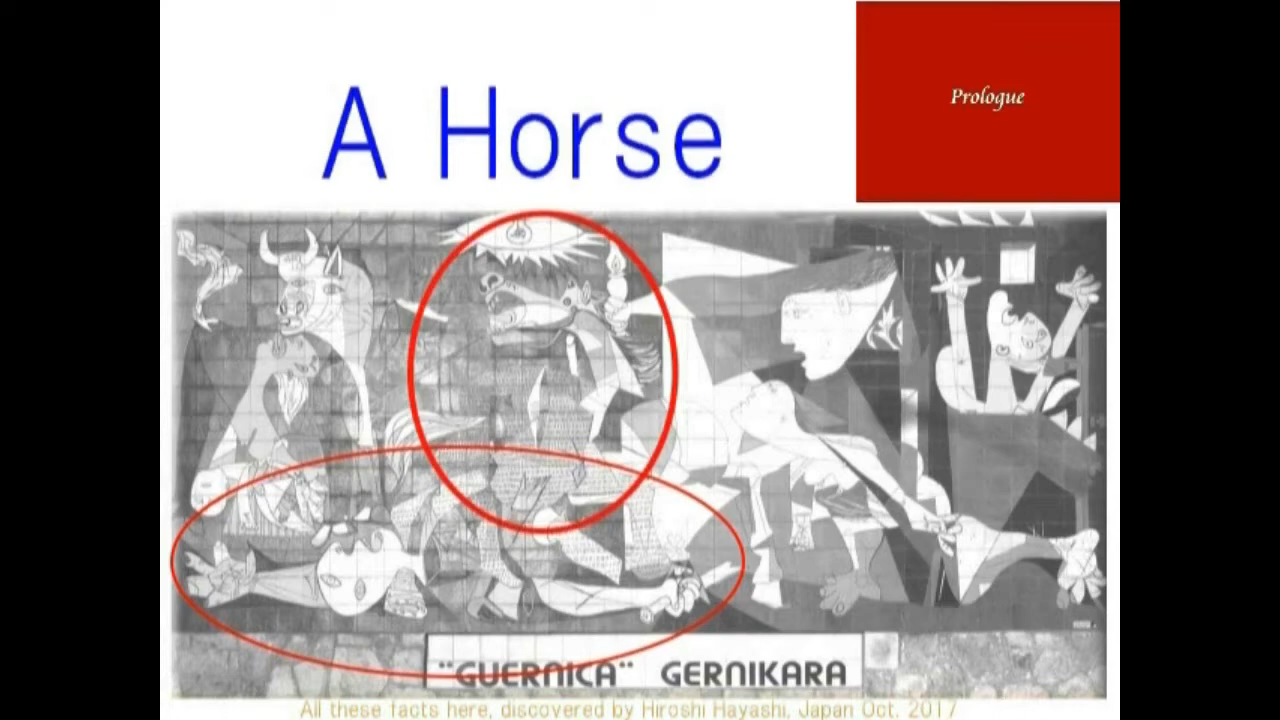 Prologue
A Horse
"GUERNICA" GERNIKARA
All these facts here, discovered by Hiroshi Hayashi, Japan Oct. 2017